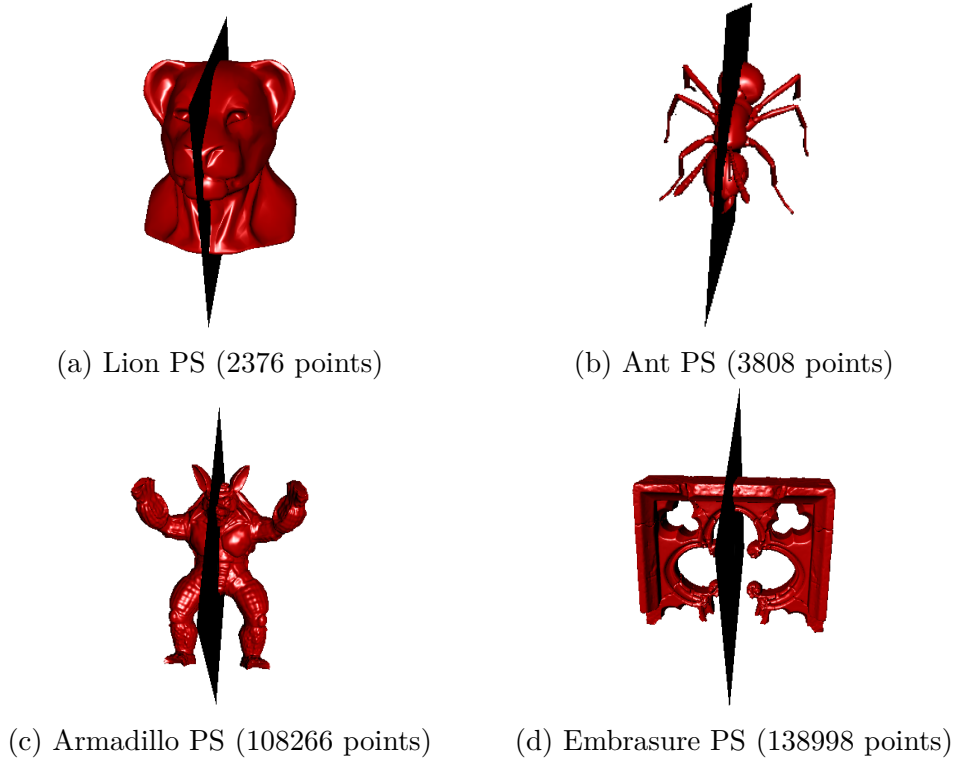 (a) Lion PS (2376 points)
(b) Ant PS (3808 points)
(c) Armadillo PS (108266 points)
(d) Embrasure PS (138998 points)